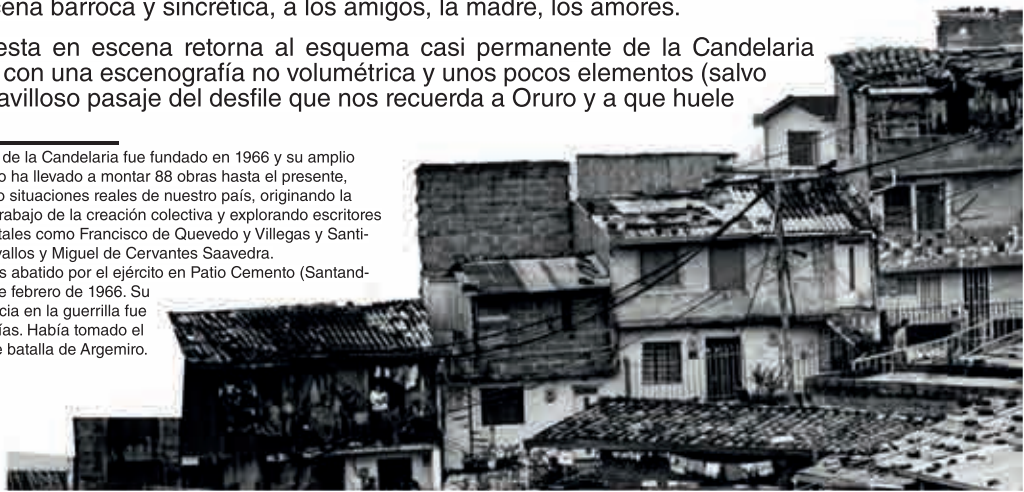 cena barroca y sincrética, a los amigos, la madre, los amores.
esta en escena retorna al esquema casi permanente de la Candelaria
con una escenografía no volumétrica y unos pocos elementos (salvo
avilloso pasaje del desfile que nos recuerda a Oruro y a que huele
de la Candelaria fue fundado en 1966 y su amplio
o ha llevado a montar 88 obras hasta el presente,
o situaciones reales de nuestro país, originando la
rabajo de la creación colectiva y explorando escritores
tales como Francisco de Quevedo y Villegas y Santi-
vallos y Miguel de Cervantes Saavedra.
s abatido por el ejército en Patio Cemento (Santand-
e febrero de 1966. Su
cia en la guerrilla fue
ías. Había tomado el
e batalla de Argemiro.